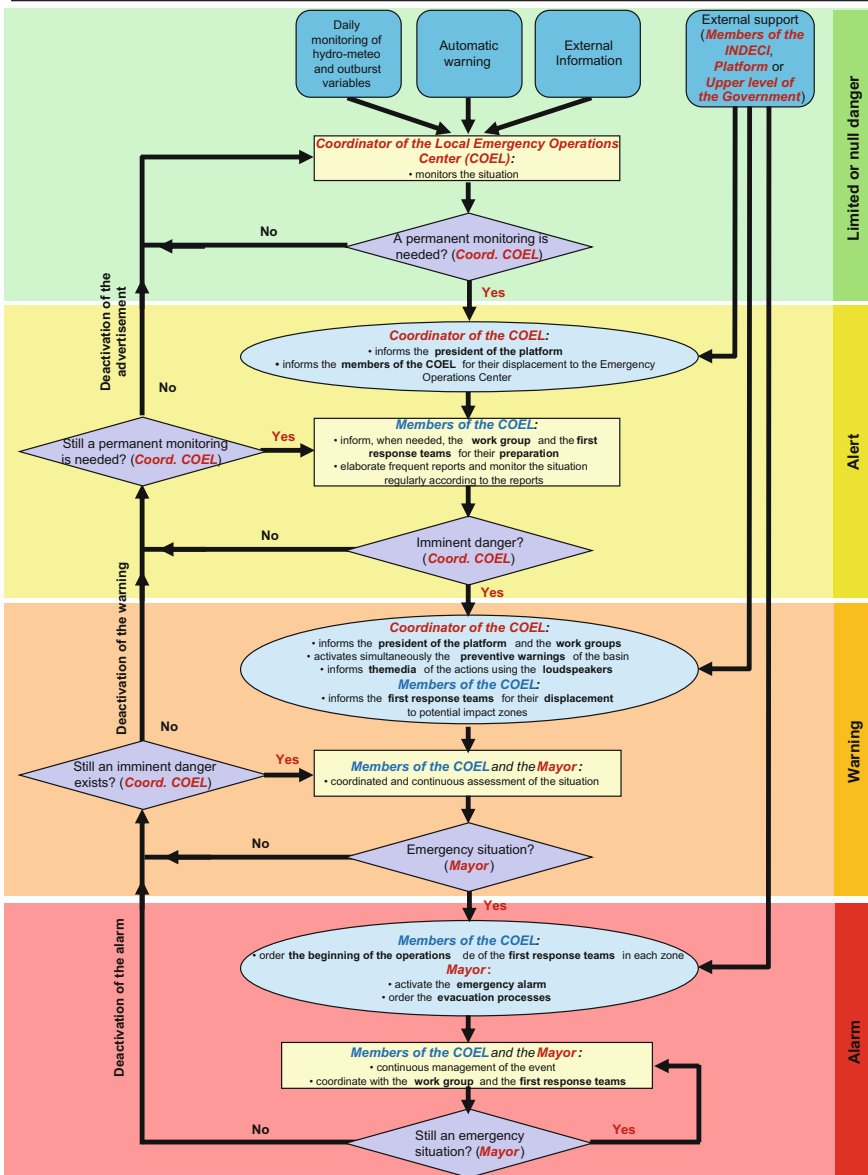 Daily
monitoring of
hydro-meteo
and outburst
variables
Automatic
warning
External
Information
External support
(Members of the
INDECI,
Platform or
Upper level of
the Government)
Limited or null danger
Coordinator of the Local Emergency Operations
Center (COEL):
• monitors the situation
No
A permanent monitoring is
needed? (Coord. COEL)
Yes
Deactivation of the
advertisement
Alert
Coordinator of the COEL:
• informs the president of the platform
• informs the members of the COEL for their displacement to the Emergency
Operations Center
No
Still a permanent monitoring
is needed? (Coord. COEL)
Yes
Members of the COEL:
• inform, when needed, the work group and the first
response teams for their preparation
• elaborate frequent reports and monitor the situation
regularly according to the reports
No
Imminent danger?
(Coord. COEL)
Yes
Deactivation of the warning
Warning
Coordinator of the COEL:
• informs the president of the platform and the work groups
• activates simultaneously the preventive warnings of the basin
• informs themedia of the actions using the loudspeakers
Members of the COEL:
• informs the first response teams for their displacement
to potential impact zones
No
Still an imminent danger
exists? (Coord. COEL)
Yes
Members of the COEL and the Mayor:
• coordinated and continuous assessment of the situation
No
Emergency situation?
(Mayor)
Yes
Deactivation of the alarm
Alarm
Members of the COEL:
• order the beginning of the operations de of the first response teams in each zone
Mayor:
• activate the emergency alarm
• order the evacuation processes
Members of the COEL and the Mayor:
• continuous management of the event
• coordinate with the work group and the first response teams
No
Still an emergency
situation? (Mayor)
Yes